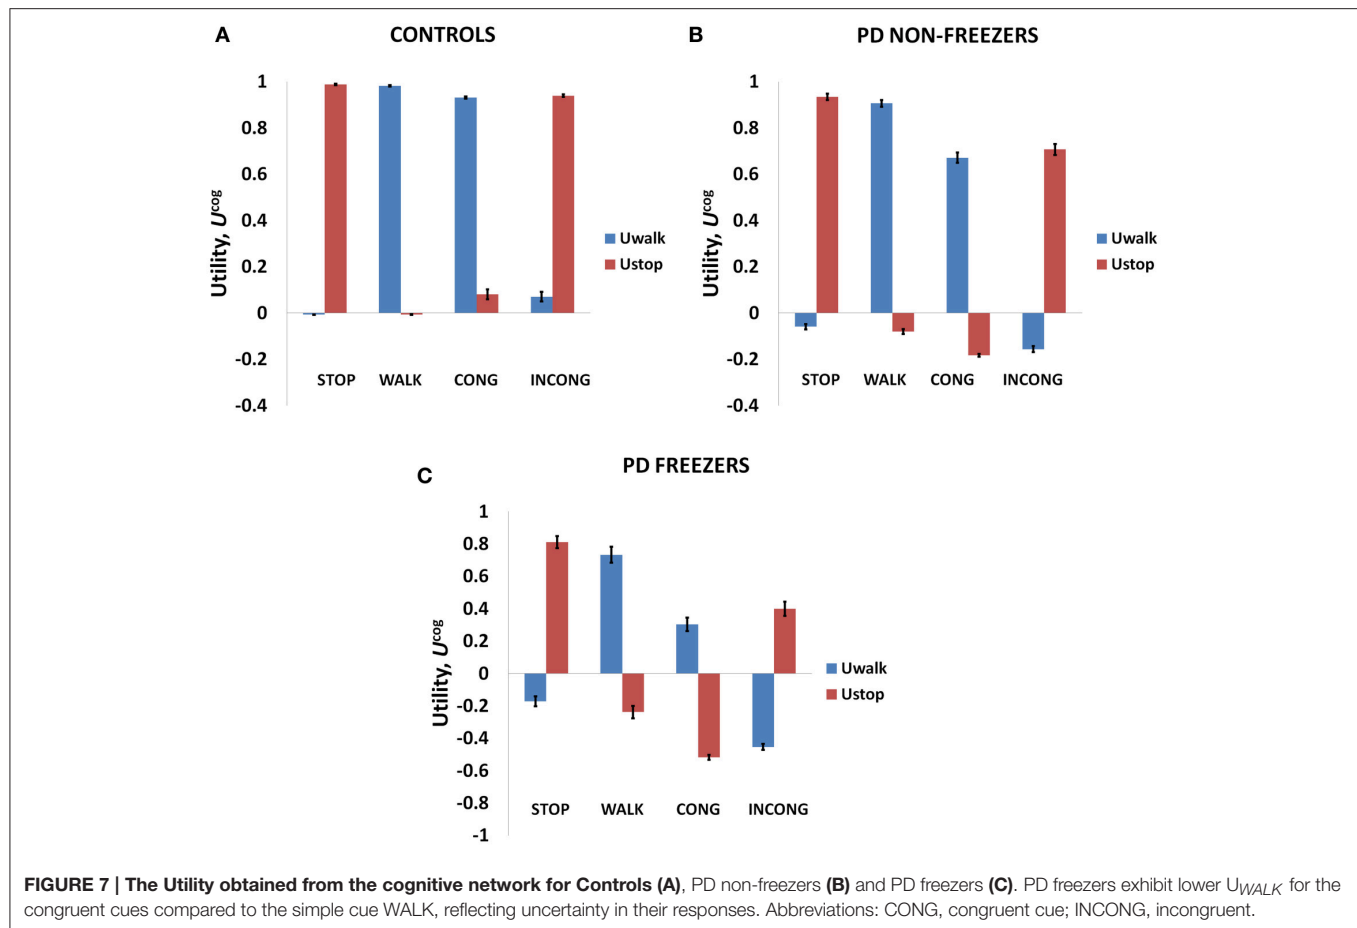 A
CONTROLS
1
0.8
0.6
0.4
0.2
0
-0.2
-0.4
Utility, U^cog
STOP WALK CONG INCONG
Uwalk
Ustop
B
PD NON-FREEZERS
1
0.8
0.6
0.4
0.2
0
-0.2
-0.4
Utility, U^cog
STOP WALK CONG INCONG
Uwalk
Ustop
C
PD FREEZERS
1
0.8
0.6
0.4
0.2
0
-0.2
-0.4
-0.6
-0.8
-1
Utility, U^cog
STOP WALK CONG INCONG
Uwalk
Ustop
FIGURE 7 | The Utility obtained from the cognitive network for Controls (A), PD non-freezers (B) and PD freezers (C). PD freezers exhibit lower U_WALK for the
congruent cues compared to the simple cue WALK, reflecting uncertainty in their responses. Abbreviations: CONG, congruent cue; INCONG, incongruent.